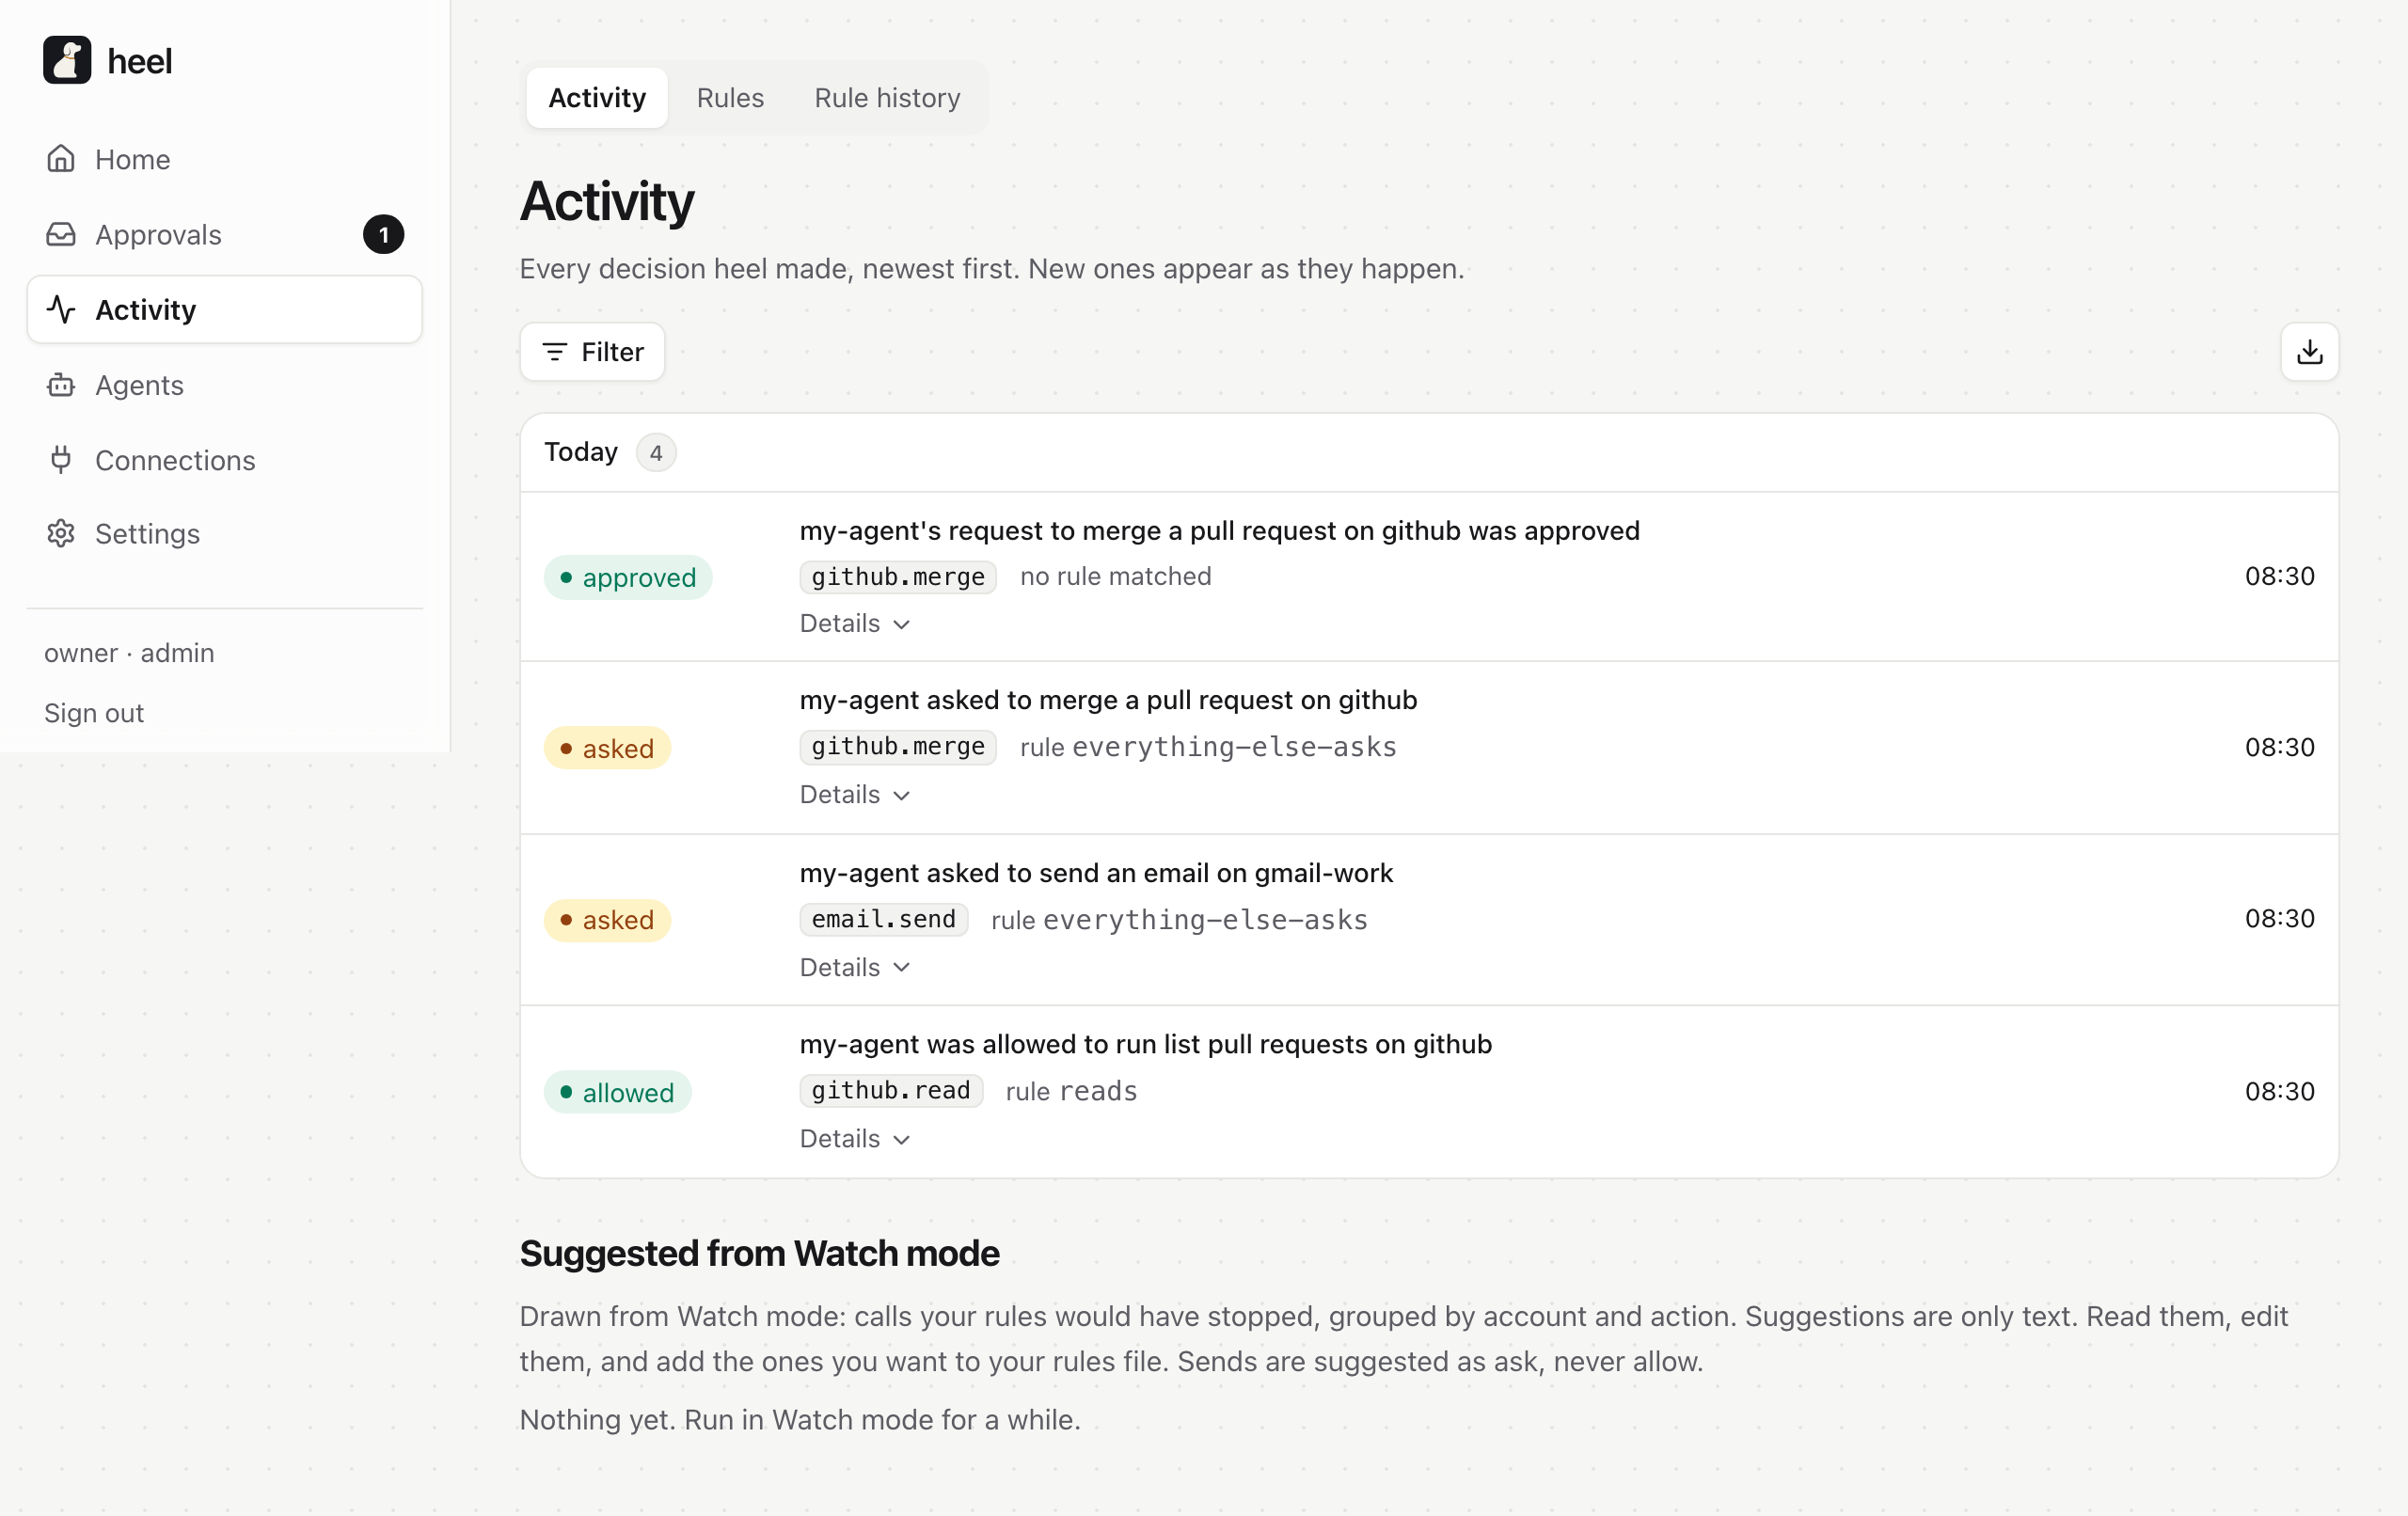 heel
Home
Approvals 1
Activity
Agents
Connections
Settings
owner · admin
Sign out
Activity Rules Rule history
Activity
Every decision heel made, newest first. New ones appear as they happen.
Filter
Today 4
my-agent's request to merge a pull request on github was approved
approved github.merge no rule matched 08:30
Details
my-agent asked to merge a pull request on github
asked github.merge rule everything-else-asks 08:30
Details
my-agent asked to send an email on gmail-work
asked email.send rule everything-else-asks 08:30
Details
my-agent was allowed to run list pull requests on github
allowed github.read rule reads 08:30
Details
Suggested from Watch mode
Drawn from Watch mode: calls your rules would have stopped, grouped by account and action. Suggestions are only text. Read them, edit
them, and add the ones you want to your rules file. Sends are suggested as ask, never allow.
Nothing yet. Run in Watch mode for a while.